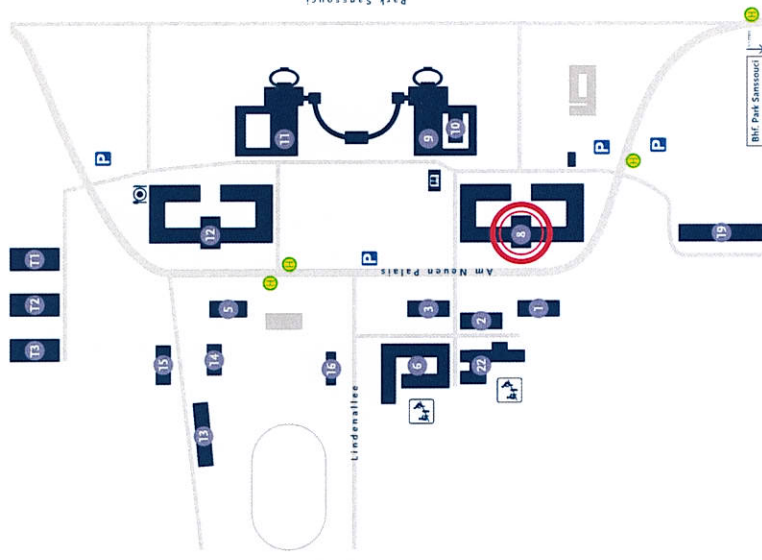 Park Sanssouci
H
11
9
10
P
P
P
H
Bhf. Park Sanssouci
12
8
19
T1
T2
T3
H
H
P
Am Neuen Palais
5
3
2
1
15
14
16
6
22
13
Lindenallee